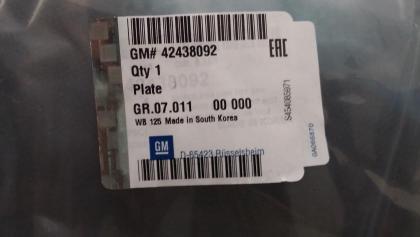 GM# 42438092
EAC
Qty 1
Plate
GR.07.011 00 000
WB 125 Made in South Korea
GM
D-65423 Rüsselsheim